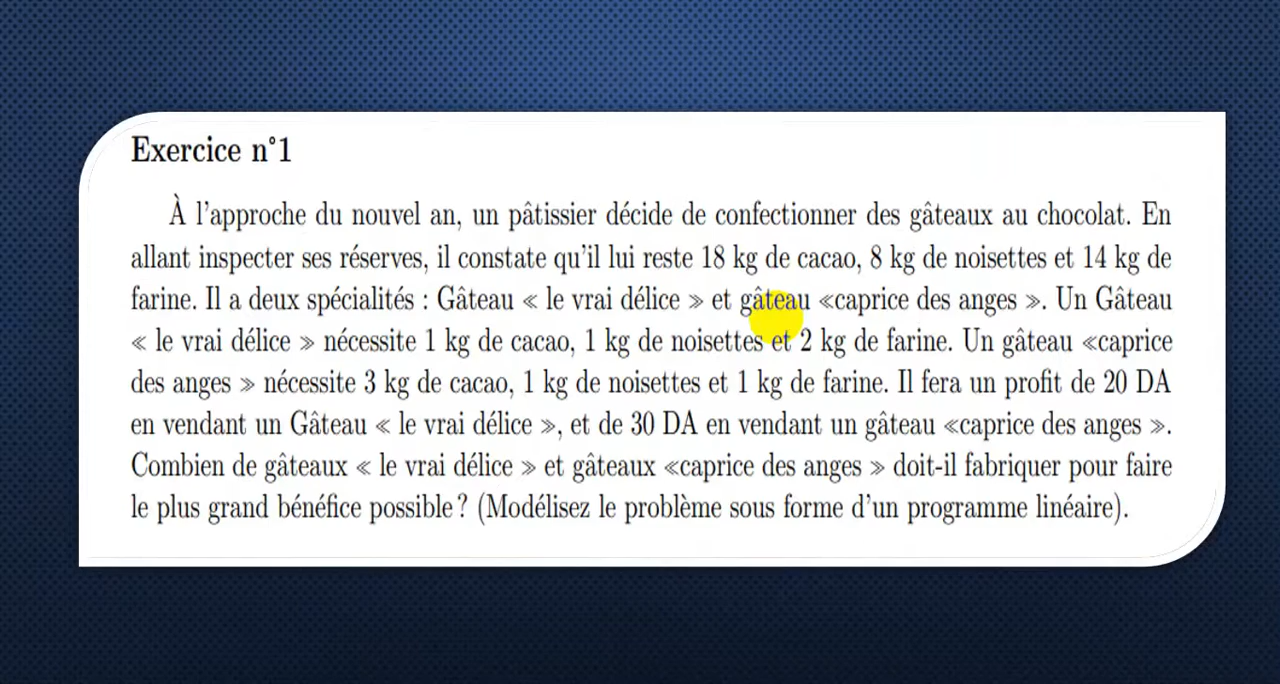 Exercice n°1
À l'approche du nouvel an, un pâtissier décide de confectionner des gâteaux au chocolat. En
allant inspecter ses réserves, il constate qu'il lui reste 18 kg de cacao, 8 kg de noisettes et 14 kg de
farine. Il a deux spécialités : Gâteau « le vrai délice » et gâteau «caprice des anges ». Un Gâteau
« le vrai délice » nécessite 1 kg de cacao, 1 kg de noisettes et 2 kg de farine. Un gâteau «caprice
des anges » nécessite 3 kg de cacao, 1 kg de noisettes et 1 kg de farine. Il fera un profit de 20 DA
en vendant un Gâteau « le vrai délice », et de 30 DA en vendant un gâteau «caprice des anges ».
Combien de gâteaux « le vrai délice » et gâteaux «caprice des anges » doit-il fabriquer pour faire
le plus grand bénéfice possible ? (Modélisez le problème sous forme d'un programme linéaire).